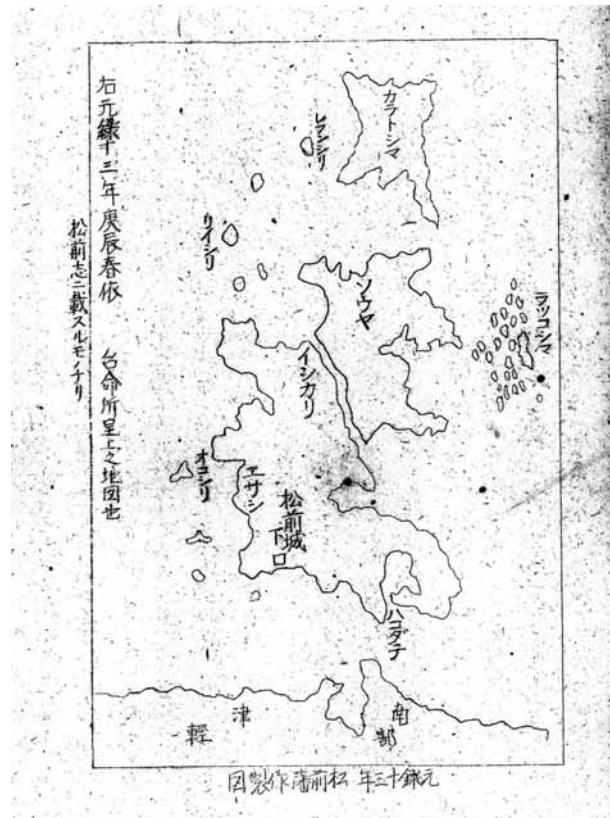 カラトシマ
レフンシリ
リイシリ
ソウヤ
ラッコシマ
イシカリ
オコシリ
エサシ
松前城
下口
ハコダテ
津
輕
南
部
右元緑十三年庚辰春依 台命所呈上之地図也
松前志ニ載スルモノナリ
元録十三年 松前藩作製図